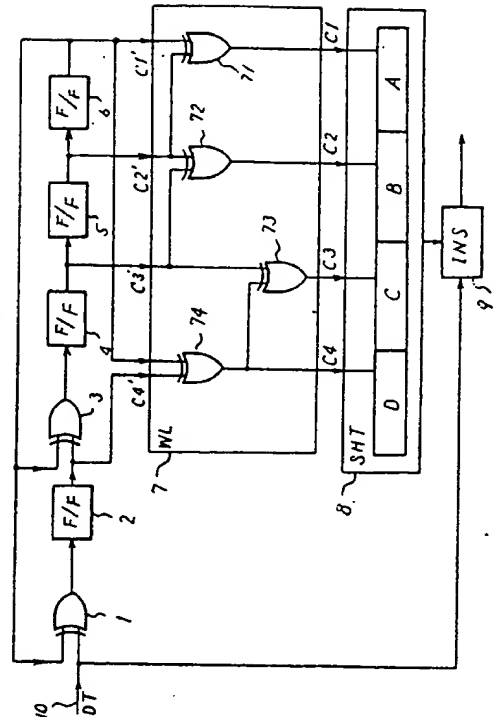 10
DT
1
F/F
2
3
F/F
4
F/F
5
F/F
6
C4'
C3'
C2'
C1'
74
73
72
71
7
WL
C4
C3
C2
C1
8
SHT
D
C
B
A
INS
9